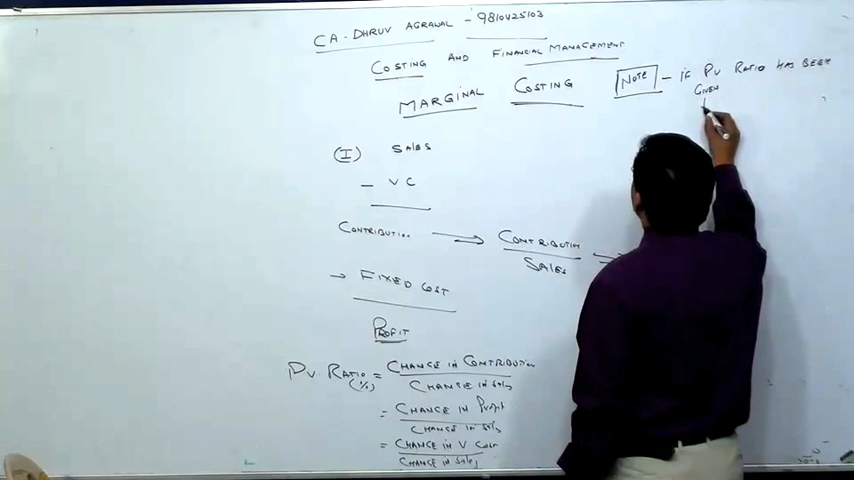 CA. DHRUV AGRAWAL - 9810425103
COSTING AND FINANCIAL MANAGEMENT
MARGINAL COSTING
NOTE - IF PV RATIO HAS BEEN
GIVEN
(I) SALES
- VC
CONTRIBUTION → CONTRIBUTION
SALES
→ FIXED COST
PROFIT
PV RATIO = CHANGE IN CONTRIBUTION
(%) CHANGE IN SALES
= CHANGE IN PROFIT
CHANGE IN SALES
= CHANGE IN V COST
CHANGE IN SALES